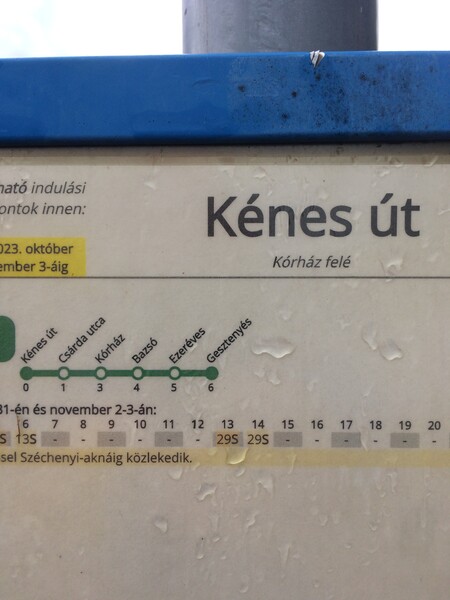 ható indulási
ontok innen:
Kénes út
Kórház felé
023. október
ember 3-áig
Kénes út Csárda utca Kórház Bazsó Ezeréves Gesztenyés
0 1 3 4 5 6
31-én és november 2-3-án:
6 7 8 9 10 11 12 13 14 15 16 17 18 19 20
S 13S - - - - - - 29S 29S - - - - - -
sel Széchenyi-aknáig közlekedik.